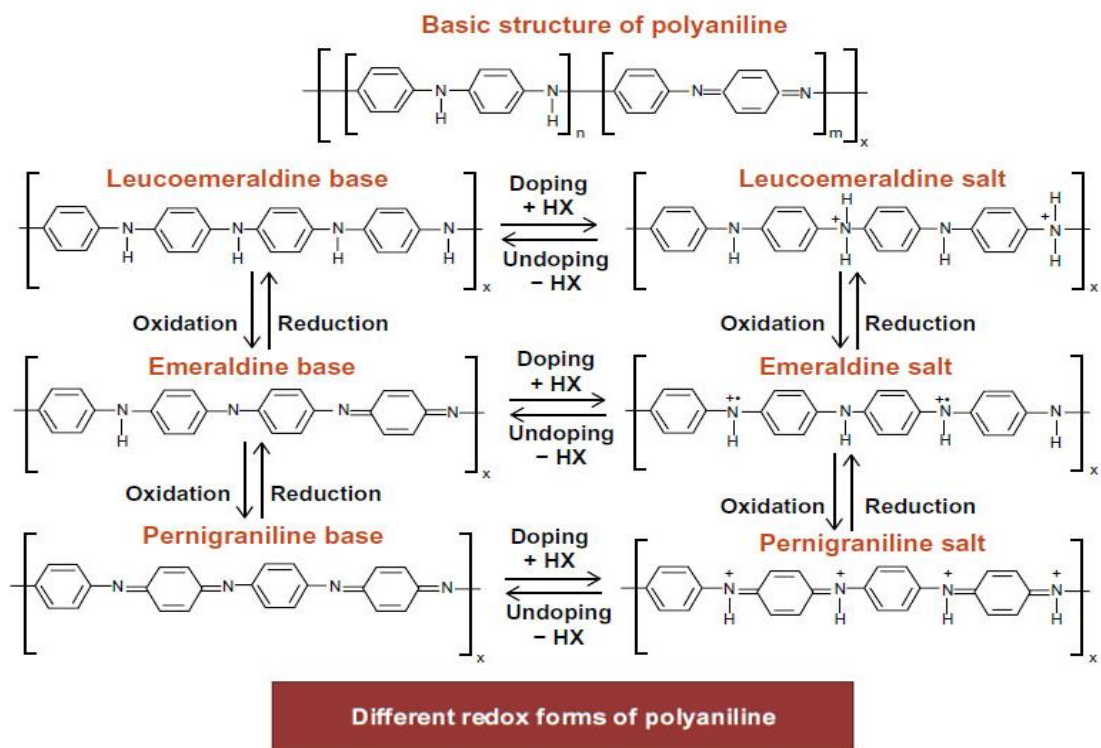 Basic structure of polyaniline
N
H
N
H
n
N
N
m
x
Leucoemeraldine base
N
H
N
H
N
H
N
H
x
Doping
+ HX
Undoping
− HX
Leucoemeraldine salt
N
H
H
+
N
H
N
H
H
+
N
H
x
Oxidation
Reduction
Oxidation
Reduction
Emeraldine base
N
H
N
N
N
x
Doping
+ HX
Undoping
− HX
Emeraldine salt
+•
N
H
N
H
+•
N
H
N
H
x
Oxidation
Reduction
Oxidation
Reduction
Pernigraniline base
N
N
N
N
x
Doping
+ HX
Undoping
− HX
Pernigraniline salt
+
N
H
+
N
H
+
N
H
+
N
H
x
Different redox forms of polyaniline